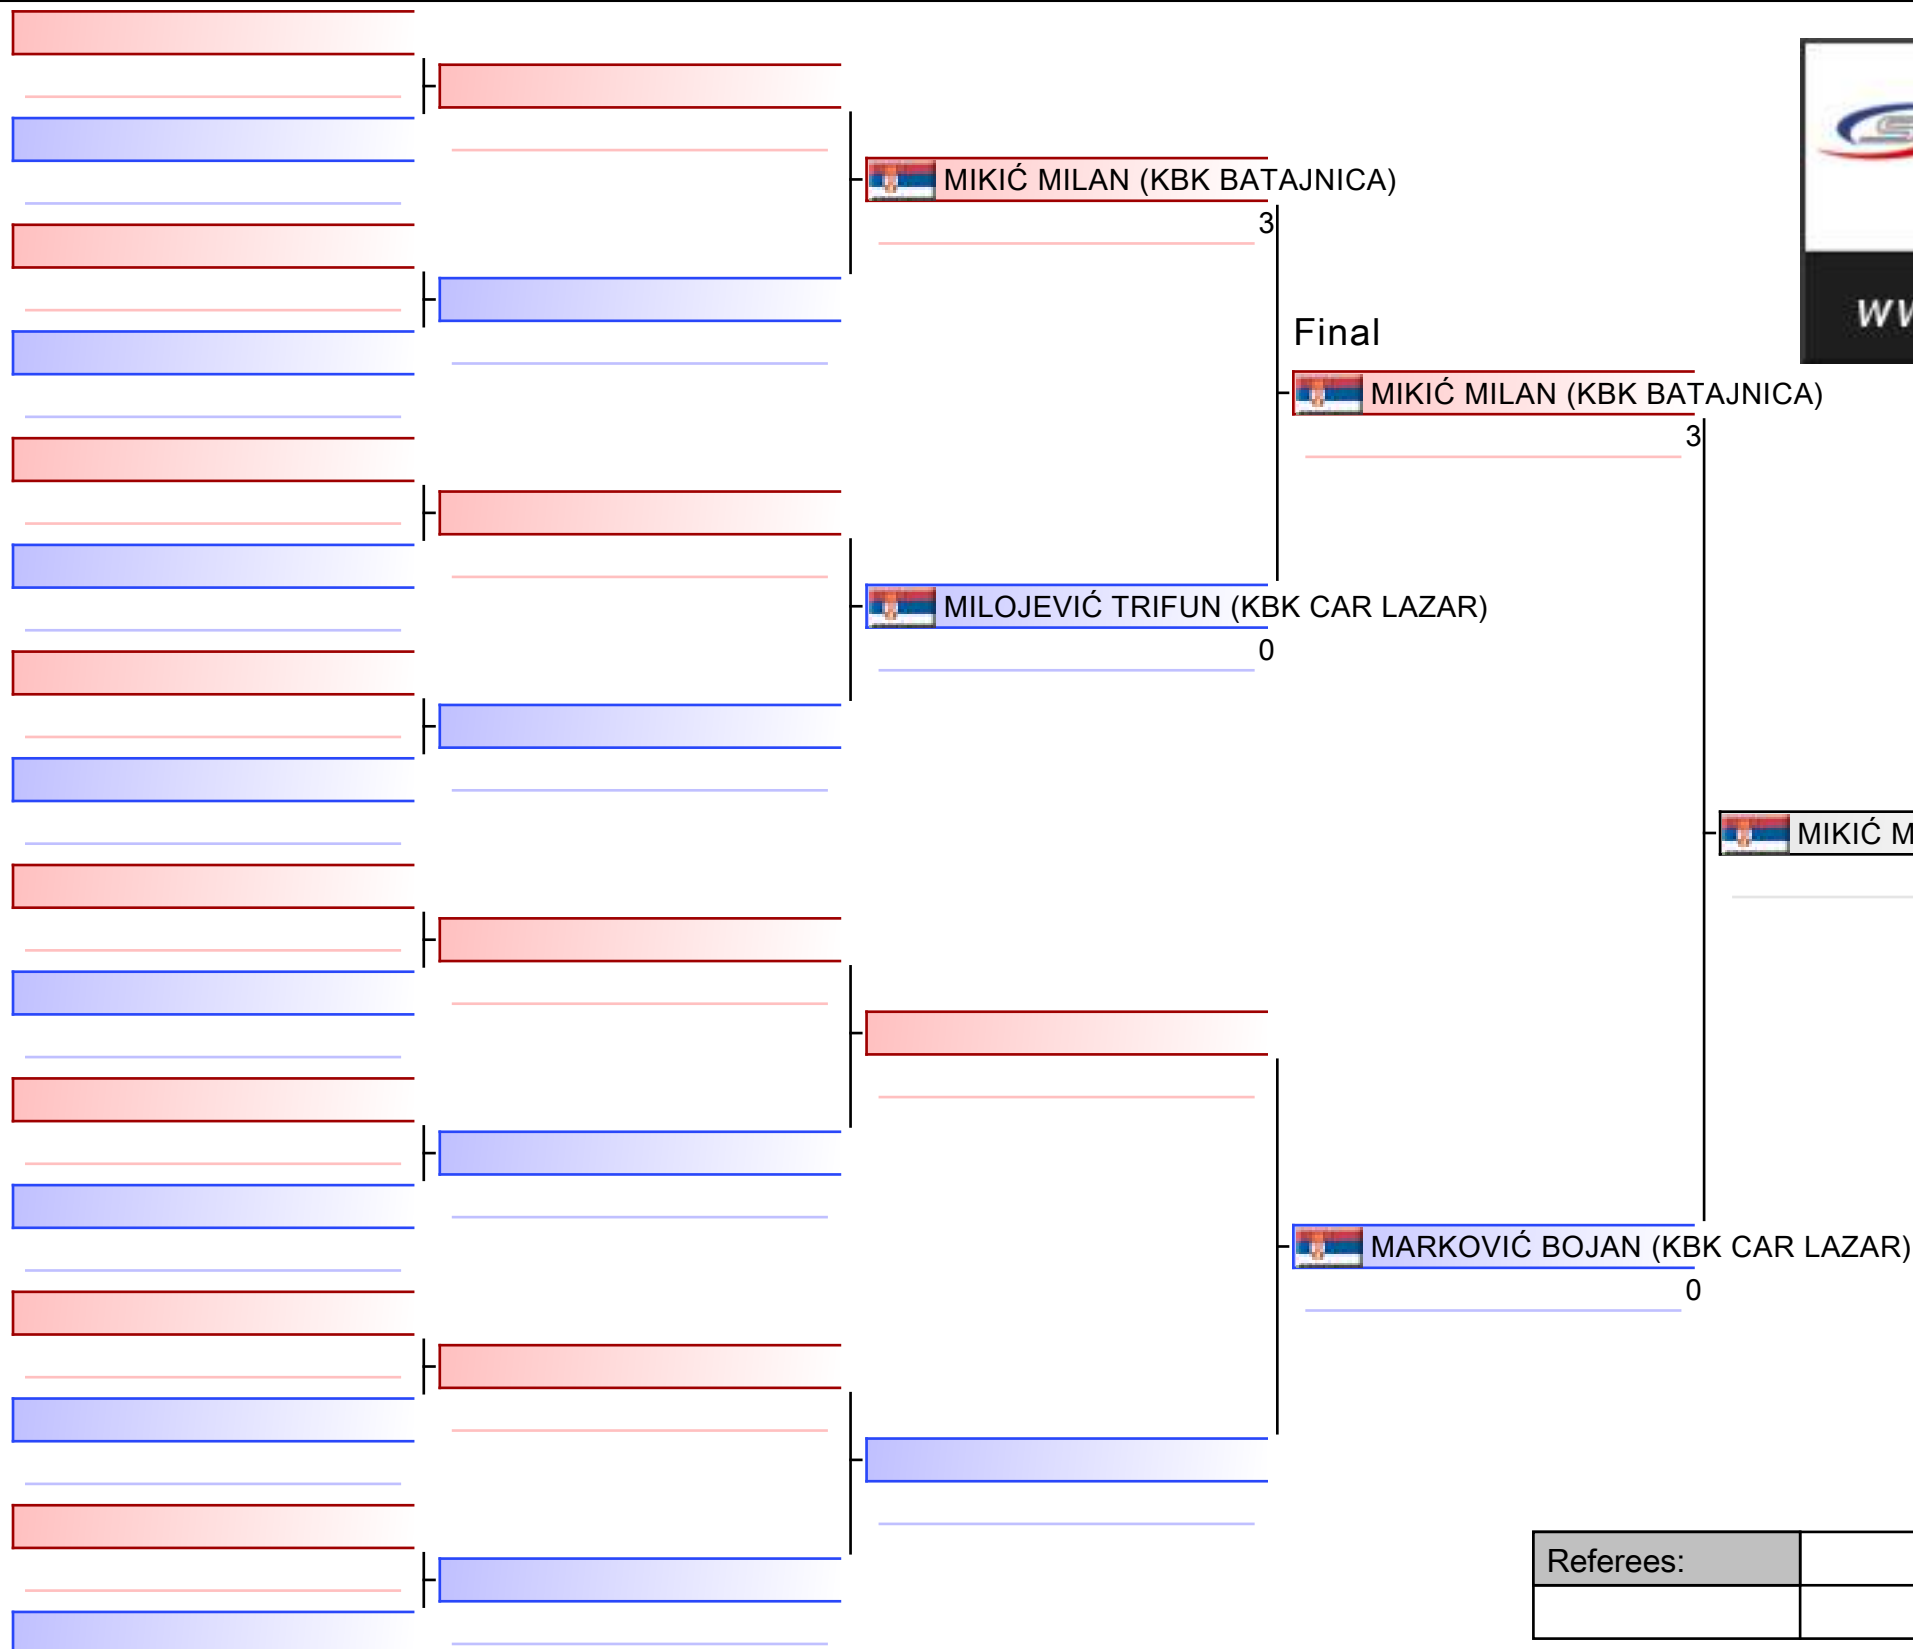 MIKIĆ MILAN (KBK BATAJNICA)
3
Final
MIKIĆ MILAN (KBK BATAJNICA)
3
MILOJEVIĆ TRIFUN (KBK CAR LAZAR)
0
MIKIĆ M
MARKOVIĆ BOJAN (KBK CAR LAZAR)
0
Referees: